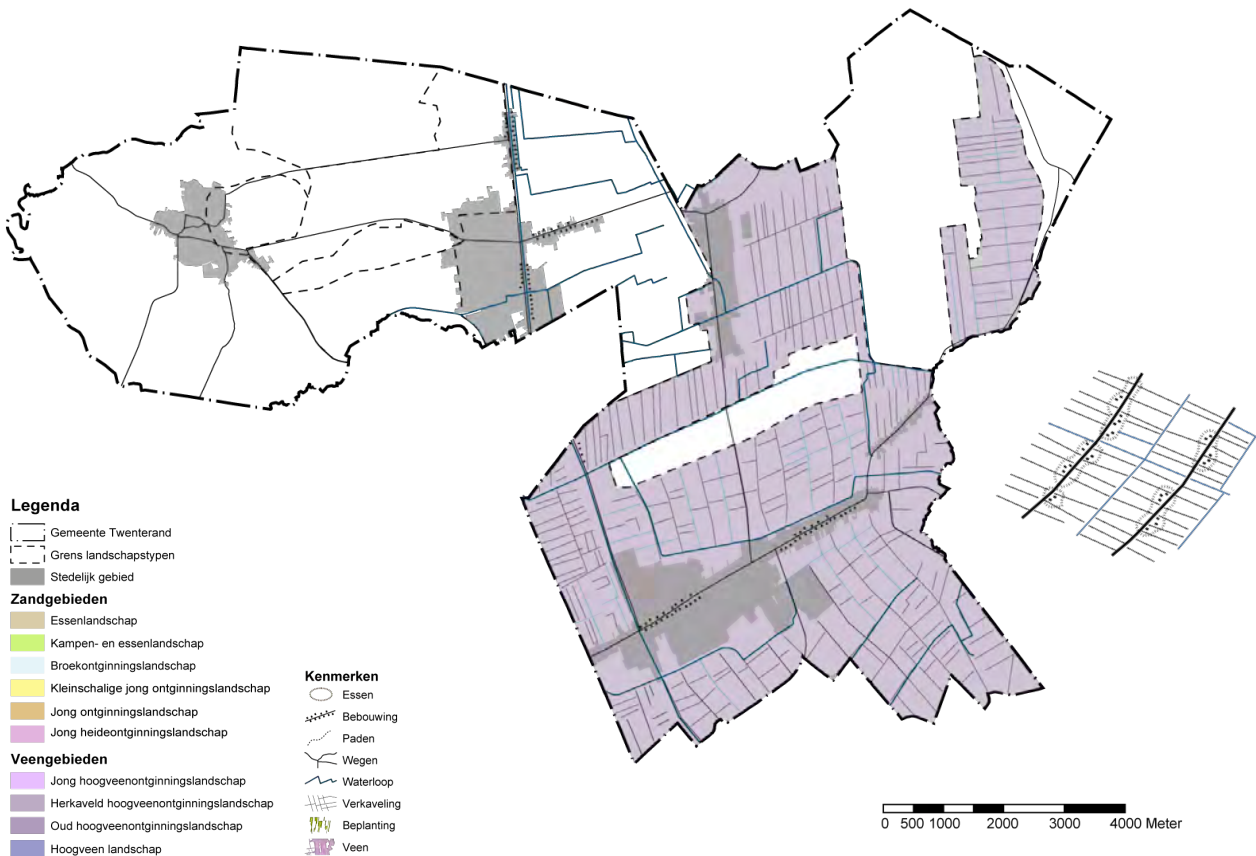 Legenda
Gemeente Twenterand
Grens landschapstypen
Stedelijk gebied
Zandgebieden
Essenlandschap
Kampen- en essenlandschap
Broekontginningslandschap
Kleinschalige jong ontginningslandschap
Jong ontginningslandschap
Jong heideontginningslandschap
Veengebieden
Jong hoogveenontginningslandschap
Herkaveld hoogveenontginningslandschap
Oud hoogveenontginningslandschap
Hoogveen landschap
Kenmerken
Essen
Bebouwing
Paden
Wegen
Waterloop
Verkaveling
Beplanting
Veen
0 500 1000 2000 3000 4000 Meter